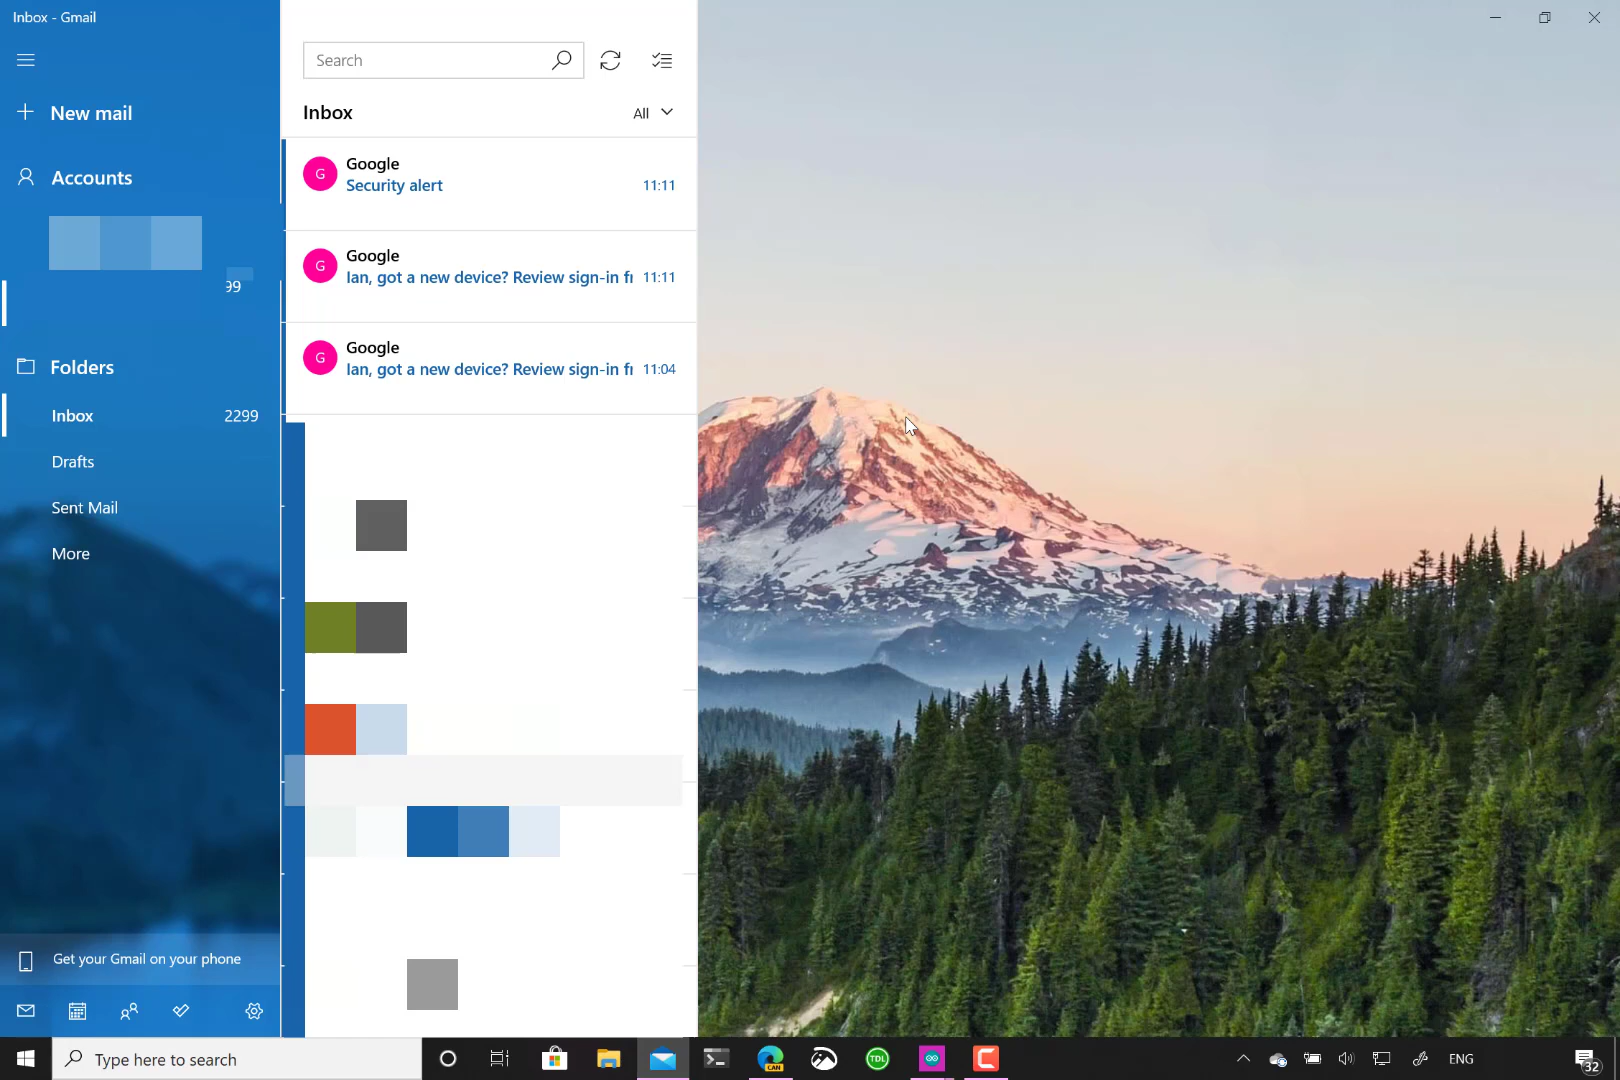 Inbox - Gmail
New mail
Accounts
99
Folders
Inbox 2299
Drafts
Sent Mail
More
Get your Gmail on your phone
Search
Inbox All
G Google
Security alert 11:11
G Google
Ian, got a new device? Review sign-in fr 11:11
G Google
Ian, got a new device? Review sign-in fr 11:04
Type here to search
CAN
TDL
ENG
32